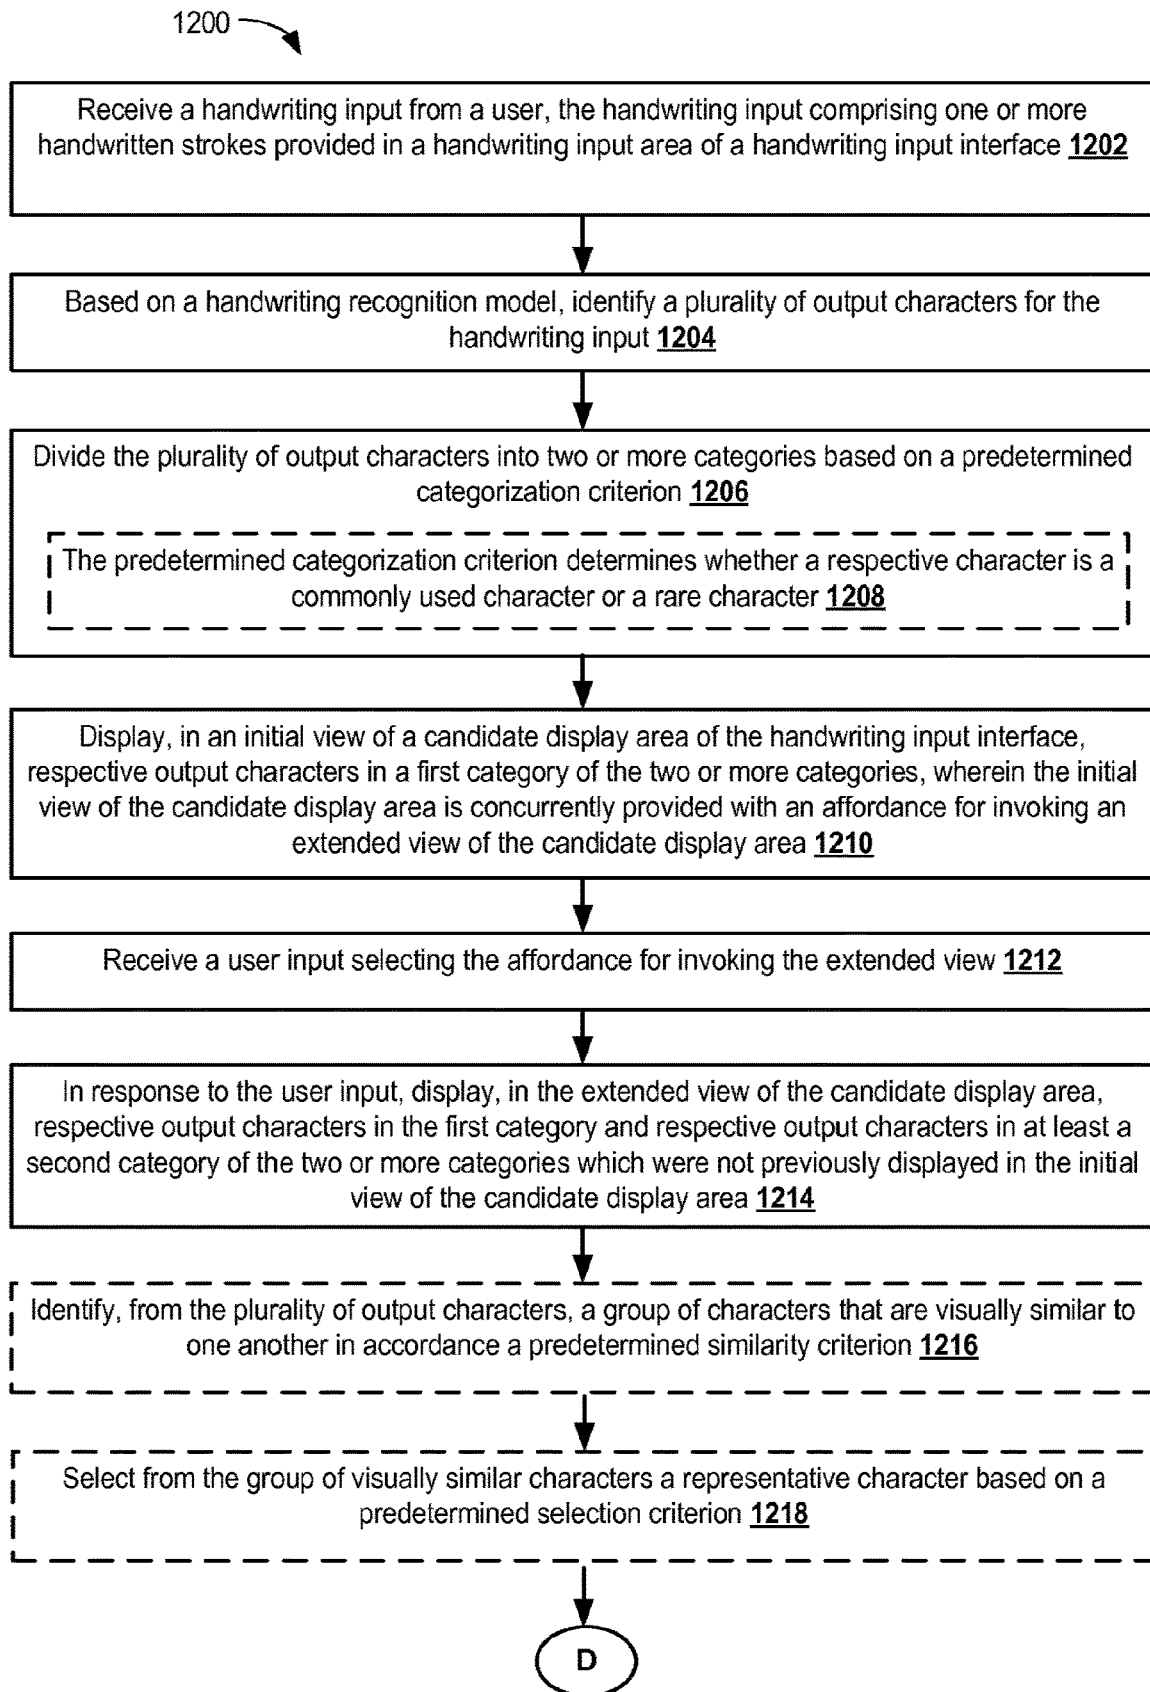 1200
Receive a handwriting input from a user, the handwriting input comprising one or more
handwritten strokes provided in a handwriting input area of a handwriting input interface 1202
Based on a handwriting recognition model, identify a plurality of output characters for the
handwriting input 1204
Divide the plurality of output characters into two or more categories based on a predetermined
categorization criterion 1206
The predetermined categorization criterion determines whether a respective character is a
commonly used character or a rare character 1208
Display, in an initial view of a candidate display area of the handwriting input interface,
respective output characters in a first category of the two or more categories, wherein the initial
view of the candidate display area is concurrently provided with an affordance for invoking an
extended view of the candidate display area 1210
Receive a user input selecting the affordance for invoking the extended view 1212
In response to the user input, display, in the extended view of the candidate display area,
respective output characters in the first category and respective output characters in at least a
second category of the two or more categories which were not previously displayed in the initial
view of the candidate display area 1214
Identify, from the plurality of output characters, a group of characters that are visually similar to
one another in accordance a predetermined similarity criterion 1216
Select from the group of visually similar characters a representative character based on a
predetermined selection criterion 1218
D